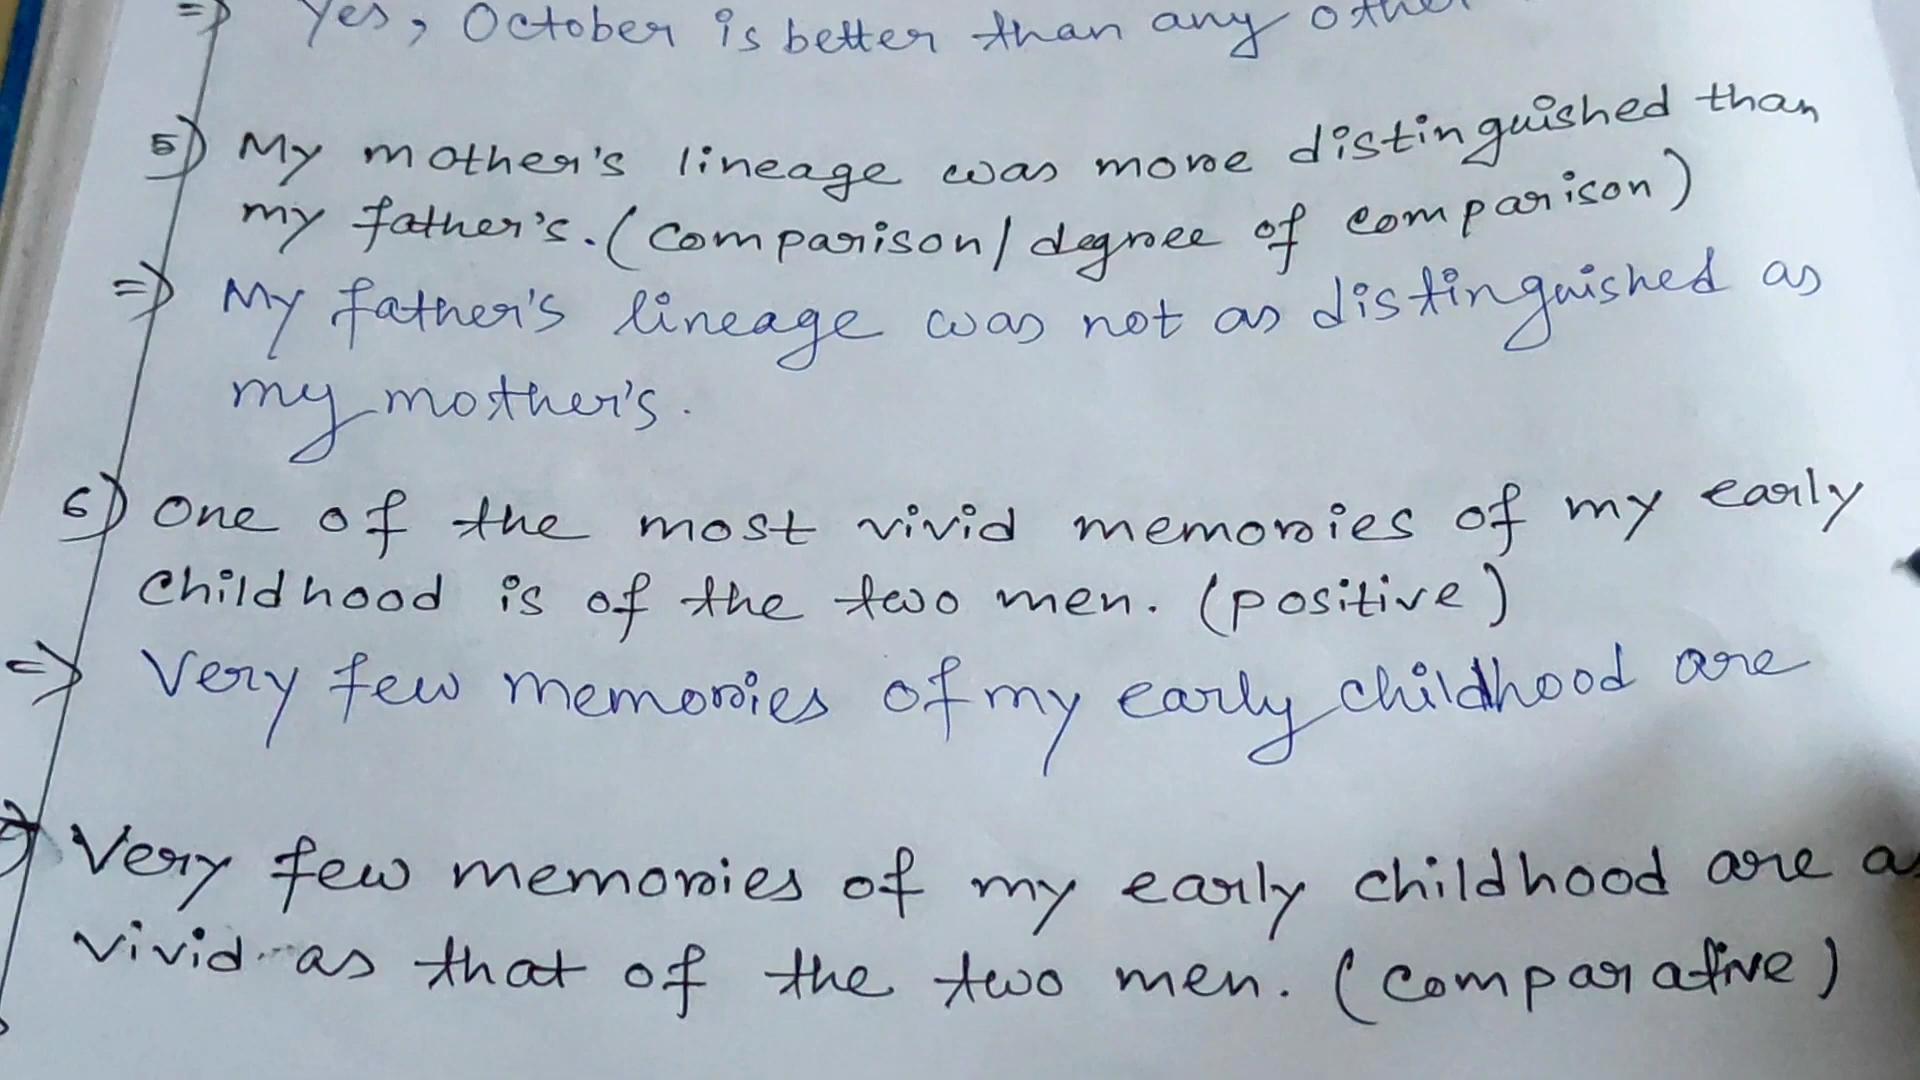 => Yes, October is better than any other
5) My mother's lineage was more distinguished than
my father's. (Comparison/degree of comparison)
=> My father's lineage was not as distinguished as
my mother's.
6) One of the most vivid memories of my early
Childhood is of the two men. (positive)
=> Very few memories of my early childhood are
Very few memories of my early childhood are as
vivid as that of the two men. (Comparative)